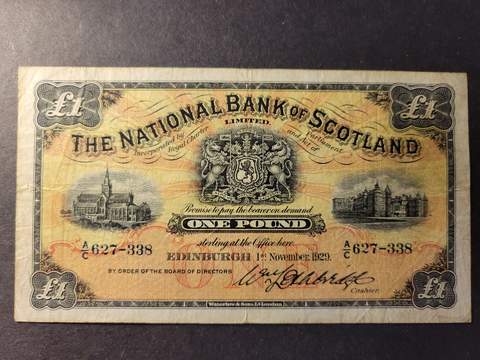 £1 £1
THE NATIONAL BANK OF SCOTLAND
LIMITED.
Incorporated by Royal Charter and Act of Parliament
Promise to pay the bearer on demand
ONE POUND
A/C 627-338 A/C 627-338
sterling at the Office here
EDINBURGH 1st November, 1929.
BY ORDER OF THE BOARD OF DIRECTORS
Cashier.
£1 £1
Waterlow & Sons Ld London